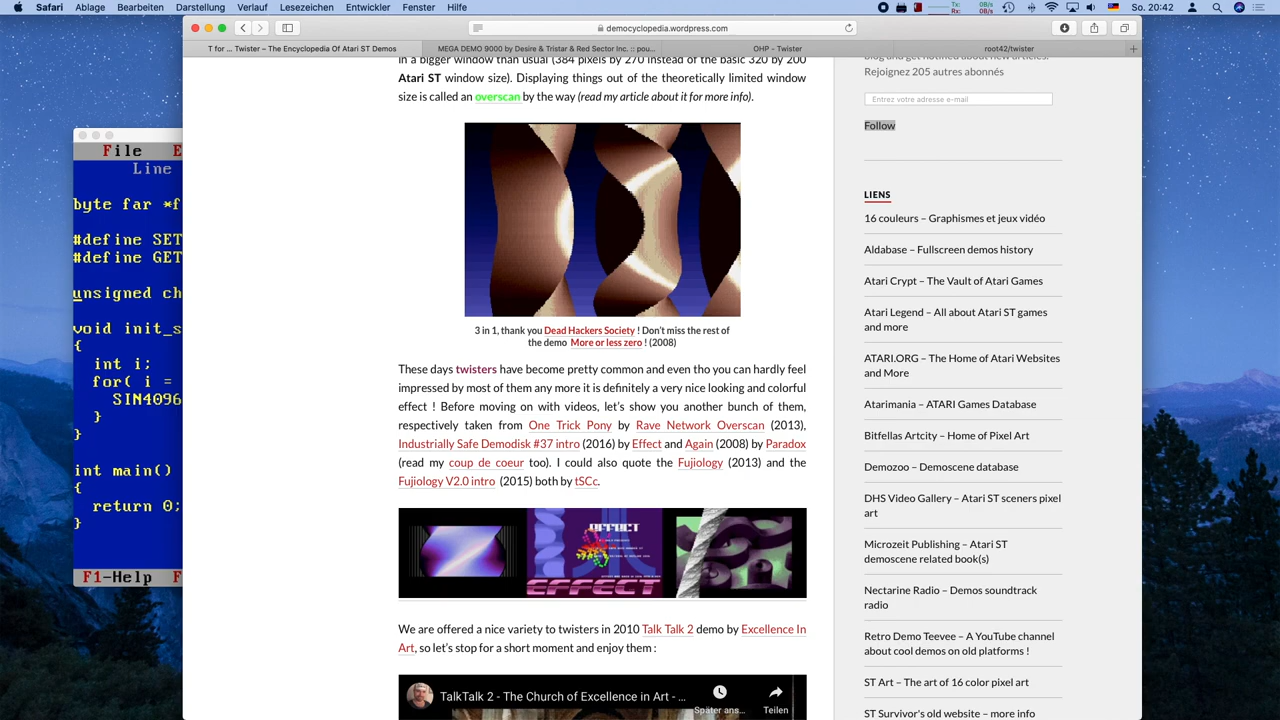 Safari Ablage Bearbeiten Darstellung Verlauf Lesezeichen Entwickler Fenster Hilfe
So. 20:42
democyclopedia.wordpress.com
T for ... Twister – The Encyclopedia Of Atari ST Demos
MEGA DEMO 9000 by Desire & Tristar & Red Sector Inc. :: pou...
OHP - Twister
root42/twister
in a bigger window than usual (384 pixels by 270 instead of the basic 320 by 200
Atari ST window size). Displaying things out of the theoretically limited window
size is called an overscan by the way (read my article about it for more info).
3 in 1, thank you Dead Hackers Society ! Don't miss the rest of
the demo More or less zero ! (2008)
These days twisters have become pretty common and even tho you can hardly feel
impressed by most of them any more it is definitely a very nice looking and colorful
effect ! Before moving on with videos, let's show you another bunch of them,
respectively taken from One Trick Pony by Rave Network Overscan (2013),
Industrially Safe Demodisk #37 intro (2016) by Effect and Again (2008) by Paradox
(read my coup de coeur too). I could also quote the Fujiology (2013) and the
Fujiology V2.0 intro (2015) both by tSCc.
EFFECT
EFFECT
We are offered a nice variety to twisters in 2010 Talk Talk 2 demo by Excellence In
Art, so let's stop for a short moment and enjoy them :
TalkTalk 2 - The Church of Excellence in Art - ...
Später ans...
Teilen
blog and get notified about new articles.
Rejoignez 205 autres abonnés
Entrez votre adresse e-mail
Follow
LIENS
16 couleurs – Graphismes et jeux vidéo
Aldabase – Fullscreen demos history
Atari Crypt – The Vault of Atari Games
Atari Legend – All about Atari ST games
and more
ATARI.ORG – The Home of Atari Websites
and More
Atarimania – ATARI Games Database
Bitfellas Artcity – Home of Pixel Art
Demozoo – Demoscene database
DHS Video Gallery – Atari ST sceners pixel
art
Microzeit Publishing – Atari ST
demoscene related book(s)
Nectarine Radio – Demos soundtrack
radio
Retro Demo Teevee – A YouTube channel
about cool demos on old platforms !
ST Art – The art of 16 color pixel art
ST Survivor's old website – more info
File E
Line
byte far *f
#define SET
#define GET
unsigned ch
void init_s
{
int i;
for( i =
SIN4096
}
}
int main()
{
return 0;
}
F1-Help F